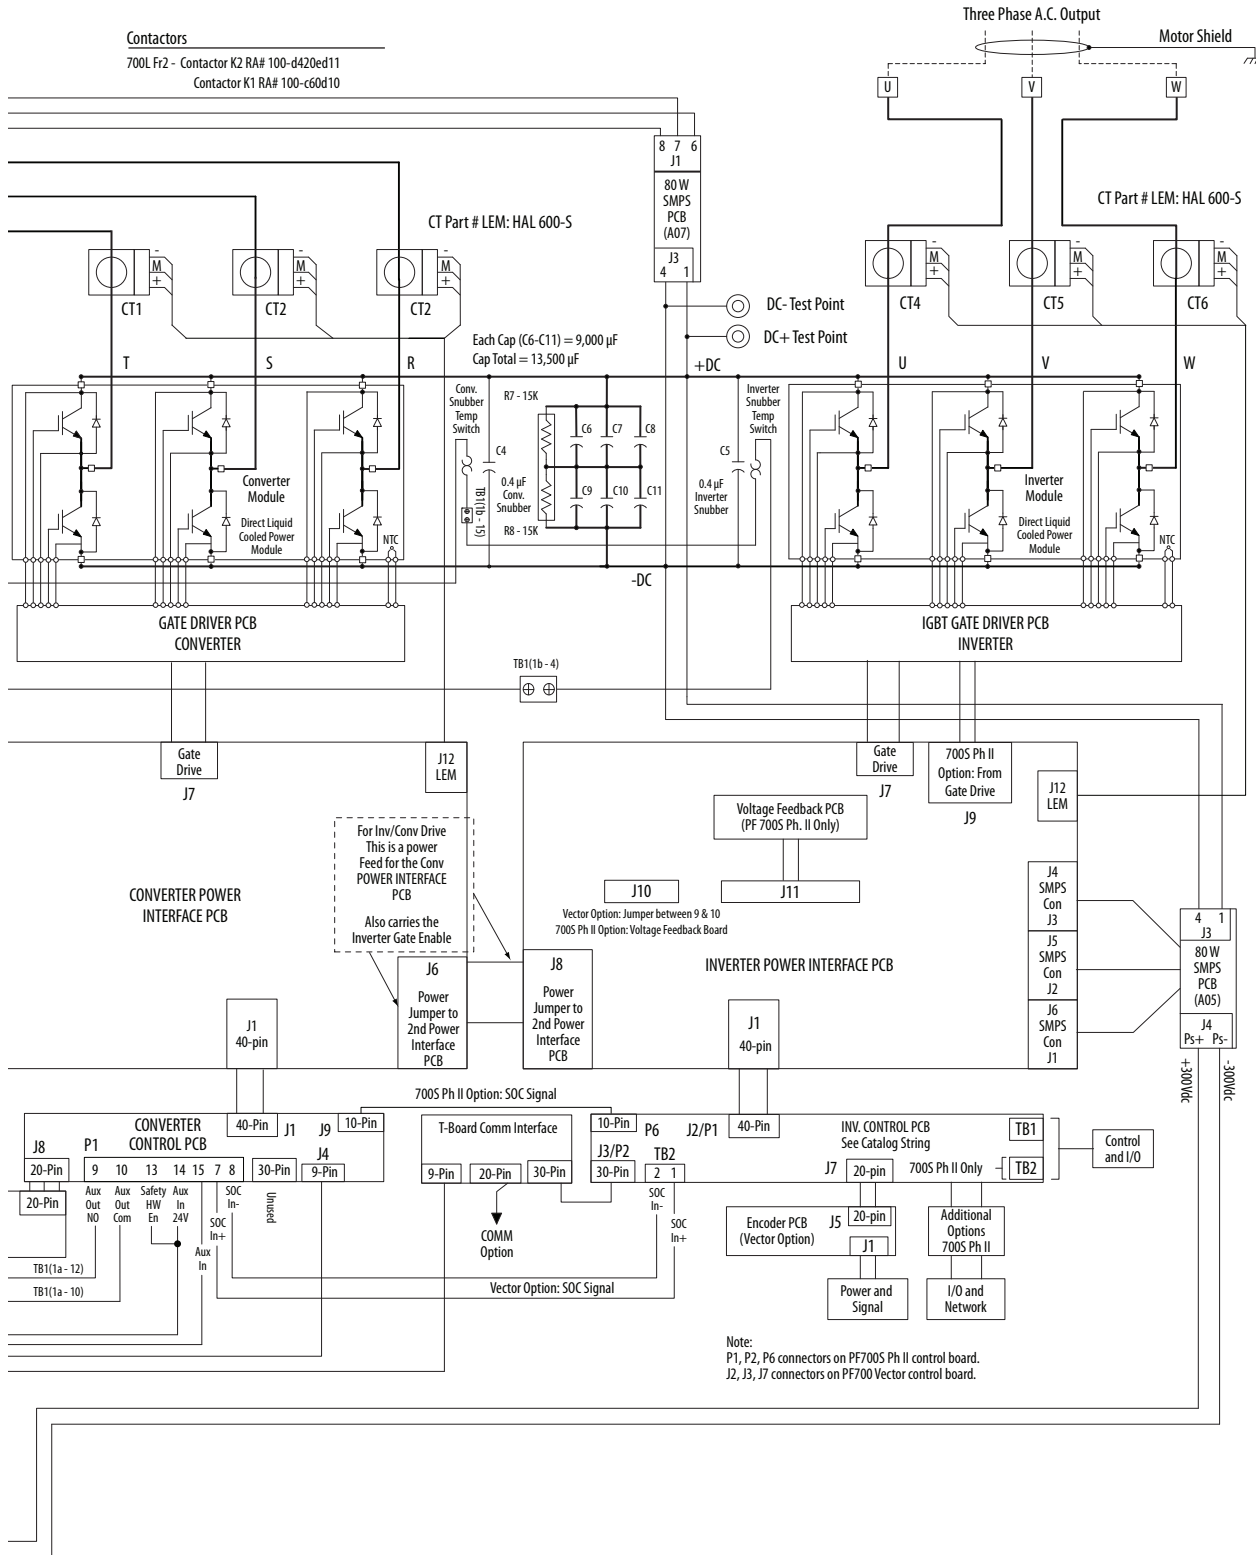 Three Phase A.C. Output
Contactors
Motor Shield
700L Fr2 - Contactor K2 RA# 100-d420ed11
Contactor K1 RA# 100-c60d10
U
V
W
8 7 6
J1
80 W
SMPS
PCB
(A07)
J3
4 1
CT Part # LEM: HAL 600-S
CT Part # LEM: HAL 600-S
-
M
+
CT1
-
M
+
CT2
-
M
+
CT2
-
M
+
CT4
-
M
+
CT5
-
M
+
CT6
DC- Test Point
DC+ Test Point
Each Cap (C6-C11) = 9,000 µF
Cap Total = 13,500 µF
T
S
R
+DC
U
V
W
Conv.
Snubber
Temp
Switch
R7 - 15K
Inverter
Snubber
Temp
Switch
C6
C7
C8
C4
C5
Converter
Module
Direct Liquid
Cooled Power
Module
0.4 µF
Conv.
Snubber
TB1(1b - 15)
C9
C10
C11
0.4 µF
Inverter
Snubber
Inverter
Module
Direct Liquid
Cooled Power
Module
R8 - 15K
NTC
NTC
-DC
GATE DRIVER PCB
CONVERTER
IGBT GATE DRIVER PCB
INVERTER
TB1(1b - 4)
Gate
Drive
J7
J12
LEM
Gate
Drive
J7
700S Ph II
Option: From
Gate Drive
J9
J12
LEM
Voltage Feedback PCB
(PF 700S Ph. II Only)
For Inv/Conv Drive
This is a power
Feed for the Conv
POWER INTERFACE
PCB
Also carries the
Inverter Gate Enable
CONVERTER POWER
INTERFACE PCB
J10
J11
Vector Option: Jumper between 9 & 10
700S Ph II Option: Voltage Feedback Board
J4
SMPS
Con
J3
J5
SMPS
Con
J2
J6
SMPS
Con
J1
4 1
J3
80 W
SMPS
PCB
(A05)
J4
Ps+ Ps-
INVERTER POWER INTERFACE PCB
J6
Power
Jumper to
2nd Power
Interface
PCB
J8
Power
Jumper to
2nd Power
Interface
PCB
J1
40-pin
J1
40-pin
+300Vdc
-300Vdc
700S Ph II Option: SOC Signal
CONVERTER
CONTROL PCB
40-Pin
J1
J9
10-Pin
T-Board Comm Interface
10-Pin
P6
J2/P1
40-Pin
INV. CONTROL PCB
See Catalog String
TB1
Control
and I/O
J8
P1
J4
J3/P2
TB2
J7
20-Pin
9 10 13 14 15 7 8
30-Pin
9-Pin
9-Pin
20-Pin
30-Pin
30-Pin
2 1
20-pin
700S Ph II Only
TB2
20-Pin
Aux
Out
NO
Aux
Out
Com
Safety
HW
En
Aux
In
24V
Aux
In
SOC
In+
SOC
In-
Unused
COMM
Option
SOC
In-
SOC
In+
Encoder PCB
(Vector Option)
J5
20-pin
J1
Additional
Options
700S Ph II
TB1(1a - 12)
TB1(1a - 10)
Vector Option: SOC Signal
Power and
Signal
I/O and
Network
Note:
P1, P2, P6 connectors on PF700S Ph II control board.
J2, J3, J7 connectors on PF700 Vector control board.